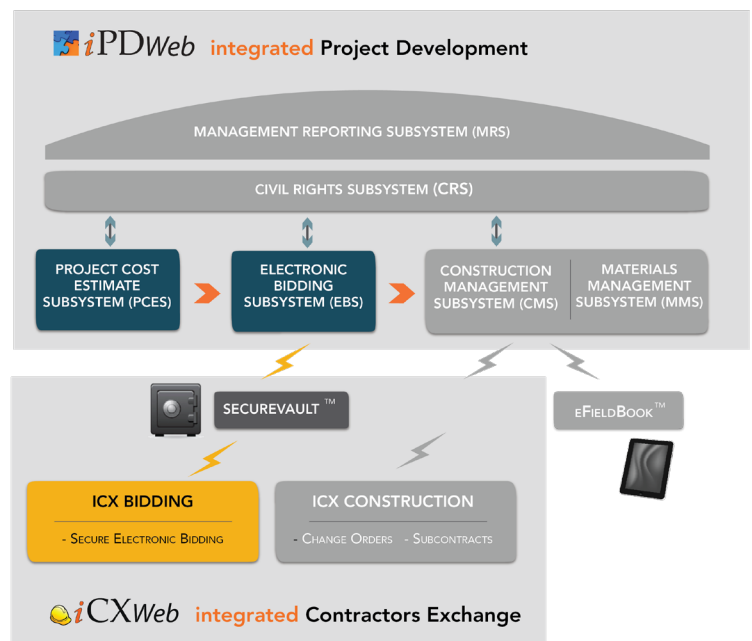 iPDWeb integrated Project Development
MANAGEMENT REPORTING SUBSYSTEM (MRS)
CIVIL RIGHTS SUBSYSTEM (CRS)
PROJECT COST
ESTIMATE
SUBSYSTEM (PCES)
ELECTRONIC
BIDDING
SUBSYSTEM (EBS)
CONSTRUCTION
MANAGEMENT
SUBSYSTEM (CMS)
MATERIALS
MANAGEMENT
SUBSYSTEM (MMS)
SECUREVAULT ™
EFIELDBOOK™
ICX BIDDING
- SECURE ELECTRONIC BIDDING
ICX CONSTRUCTION
- CHANGE ORDERS - SUBCONTRACTS
iCXWeb integrated Contractors Exchange